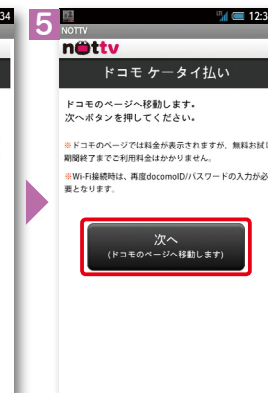 34
5
12:3
NOTTV
nottv
ドコモ ケータイ払い
ドコモのページへ移動します。
次へボタンを押してください。
※ドコモのページでは料金が表示されますが、無料お試し
期間終了までご利用料金はかかりません。
※Wi-Fi接続時は、再度docomoID/パスワードの入力が必
要となります。
次へ
(ドコモのページへ移動します)